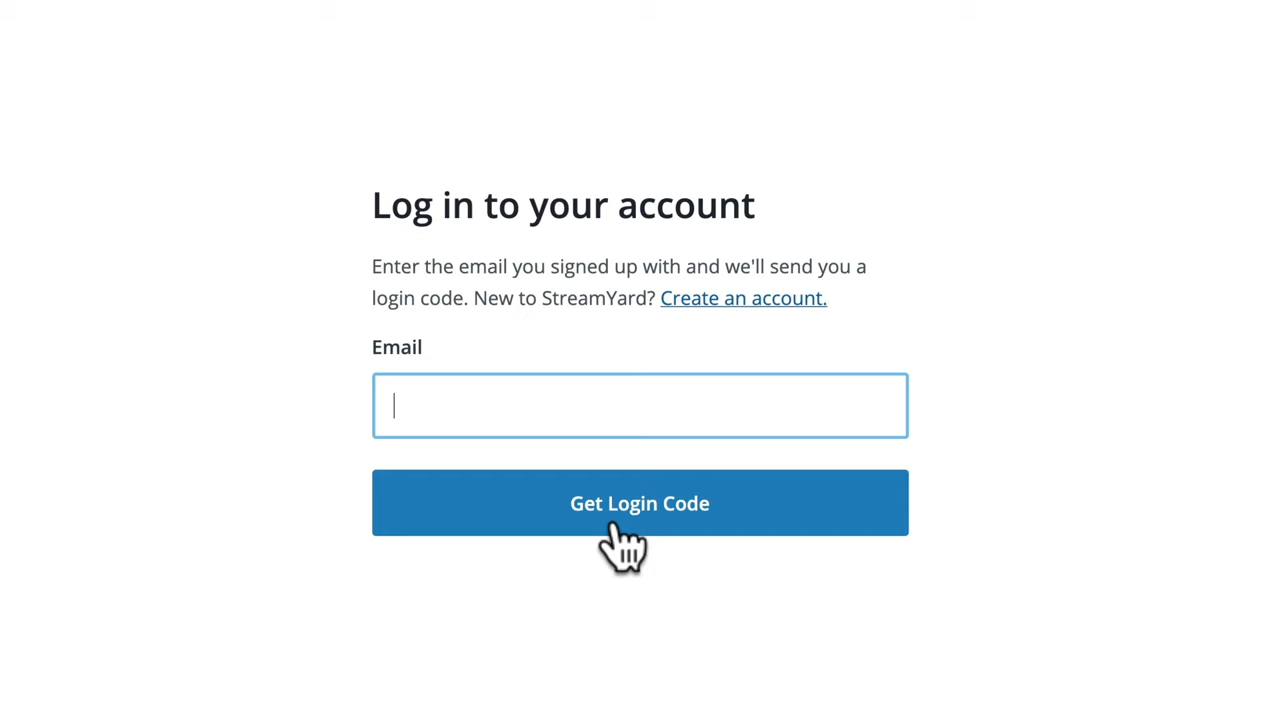 Log in to your account
Enter the email you signed up with and we'll send you a
login code. New to StreamYard? Create an account.
Email
Get Login Code